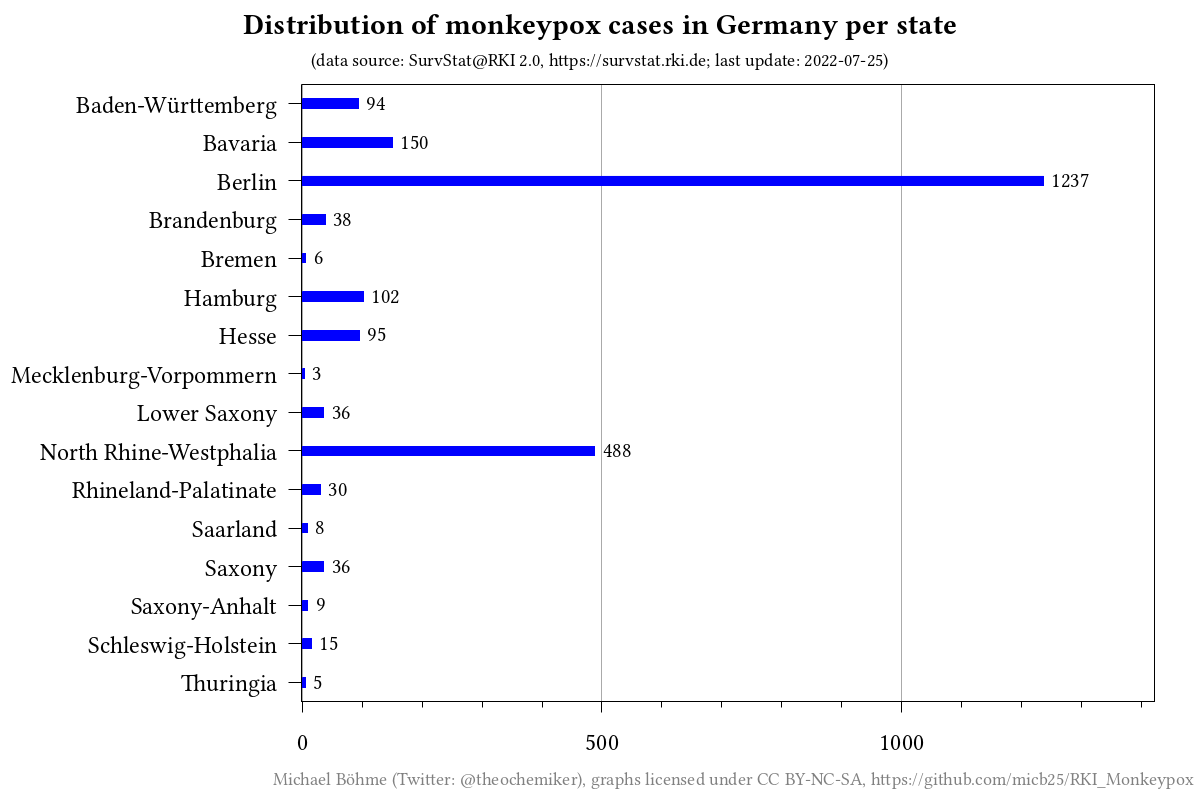 Distribution of monkeypox cases in Germany per state
(data source: SurvStat@RKI 2.0, https://survstat.rki.de; last update: 2022-07-25)
Baden-Württemberg 94
Bavaria 150
Berlin 1237
Brandenburg 38
Bremen 6
Hamburg 102
Hesse 95
Mecklenburg-Vorpommern 3
Lower Saxony 36
North Rhine-Westphalia 488
Rhineland-Palatinate 30
Saarland 8
Saxony 36
Saxony-Anhalt 9
Schleswig-Holstein 15
Thuringia 5
0 500 1000
Michael Böhme (Twitter: @theochemiker), graphs licensed under CC BY-NC-SA, https://github.com/micb25/RKI_Monkeypox